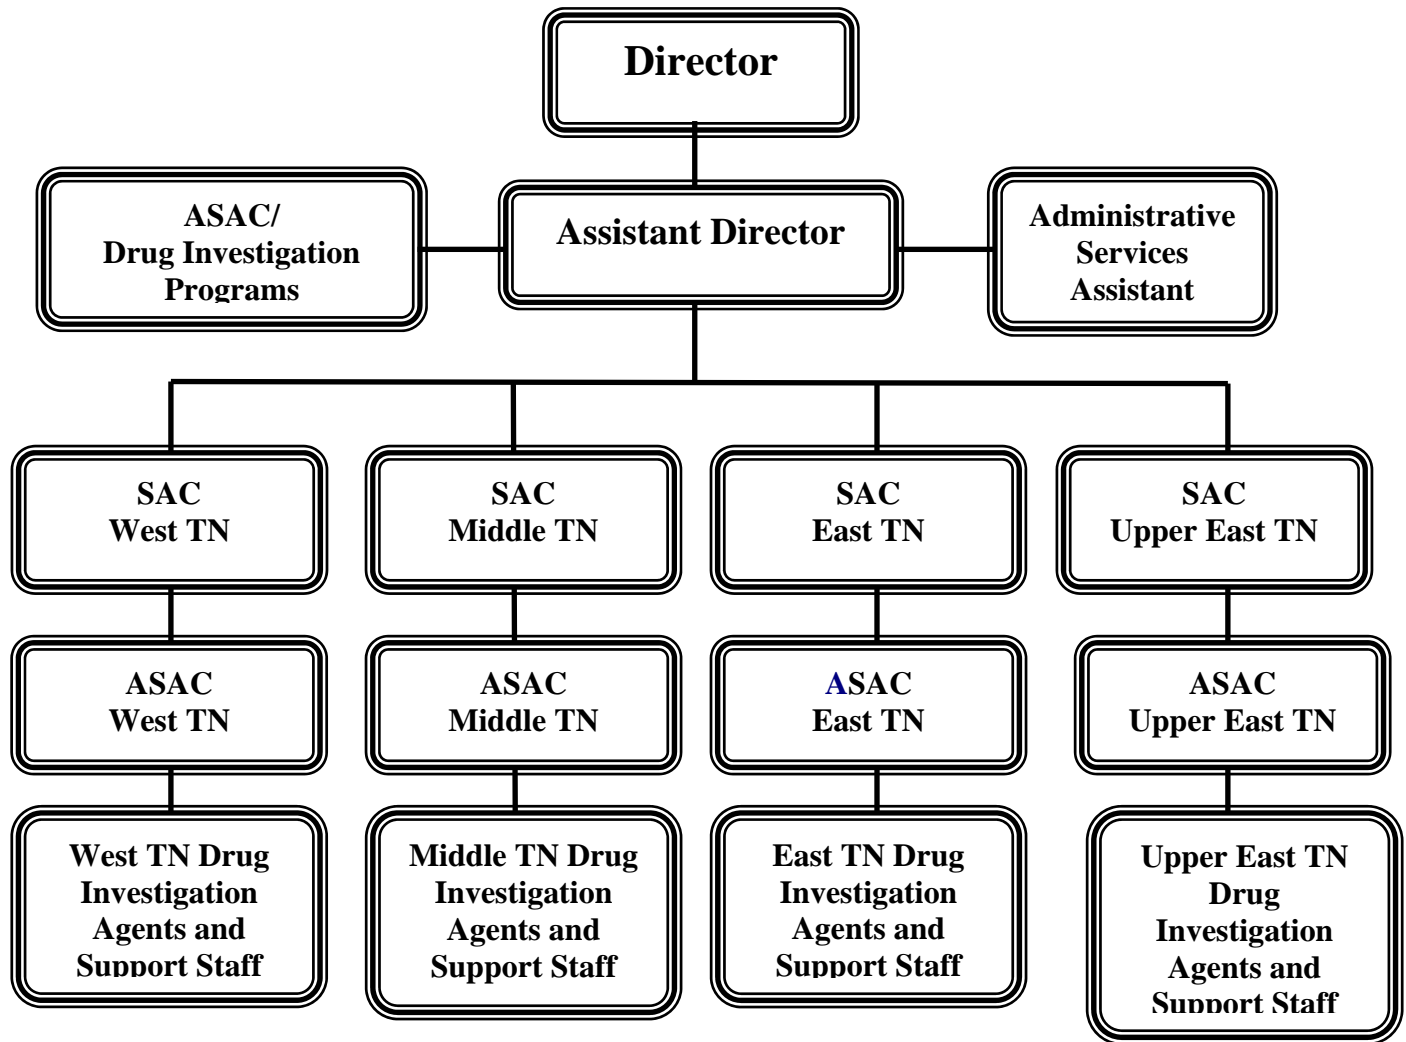 Director
ASAC/
Drug Investigation
Programs
Assistant Director
Administrative
Services
Assistant
SAC
West TN
SAC
Middle TN
SAC
East TN
SAC
Upper East TN
ASAC
West TN
ASAC
Middle TN
ASAC
East TN
ASAC
Upper East TN
West TN Drug
Investigation
Agents and
Support Staff
Middle TN Drug
Investigation
Agents and
Support Staff
East TN Drug
Investigation
Agents and
Support Staff
Upper East TN
Drug
Investigation
Agents and
Support Staff